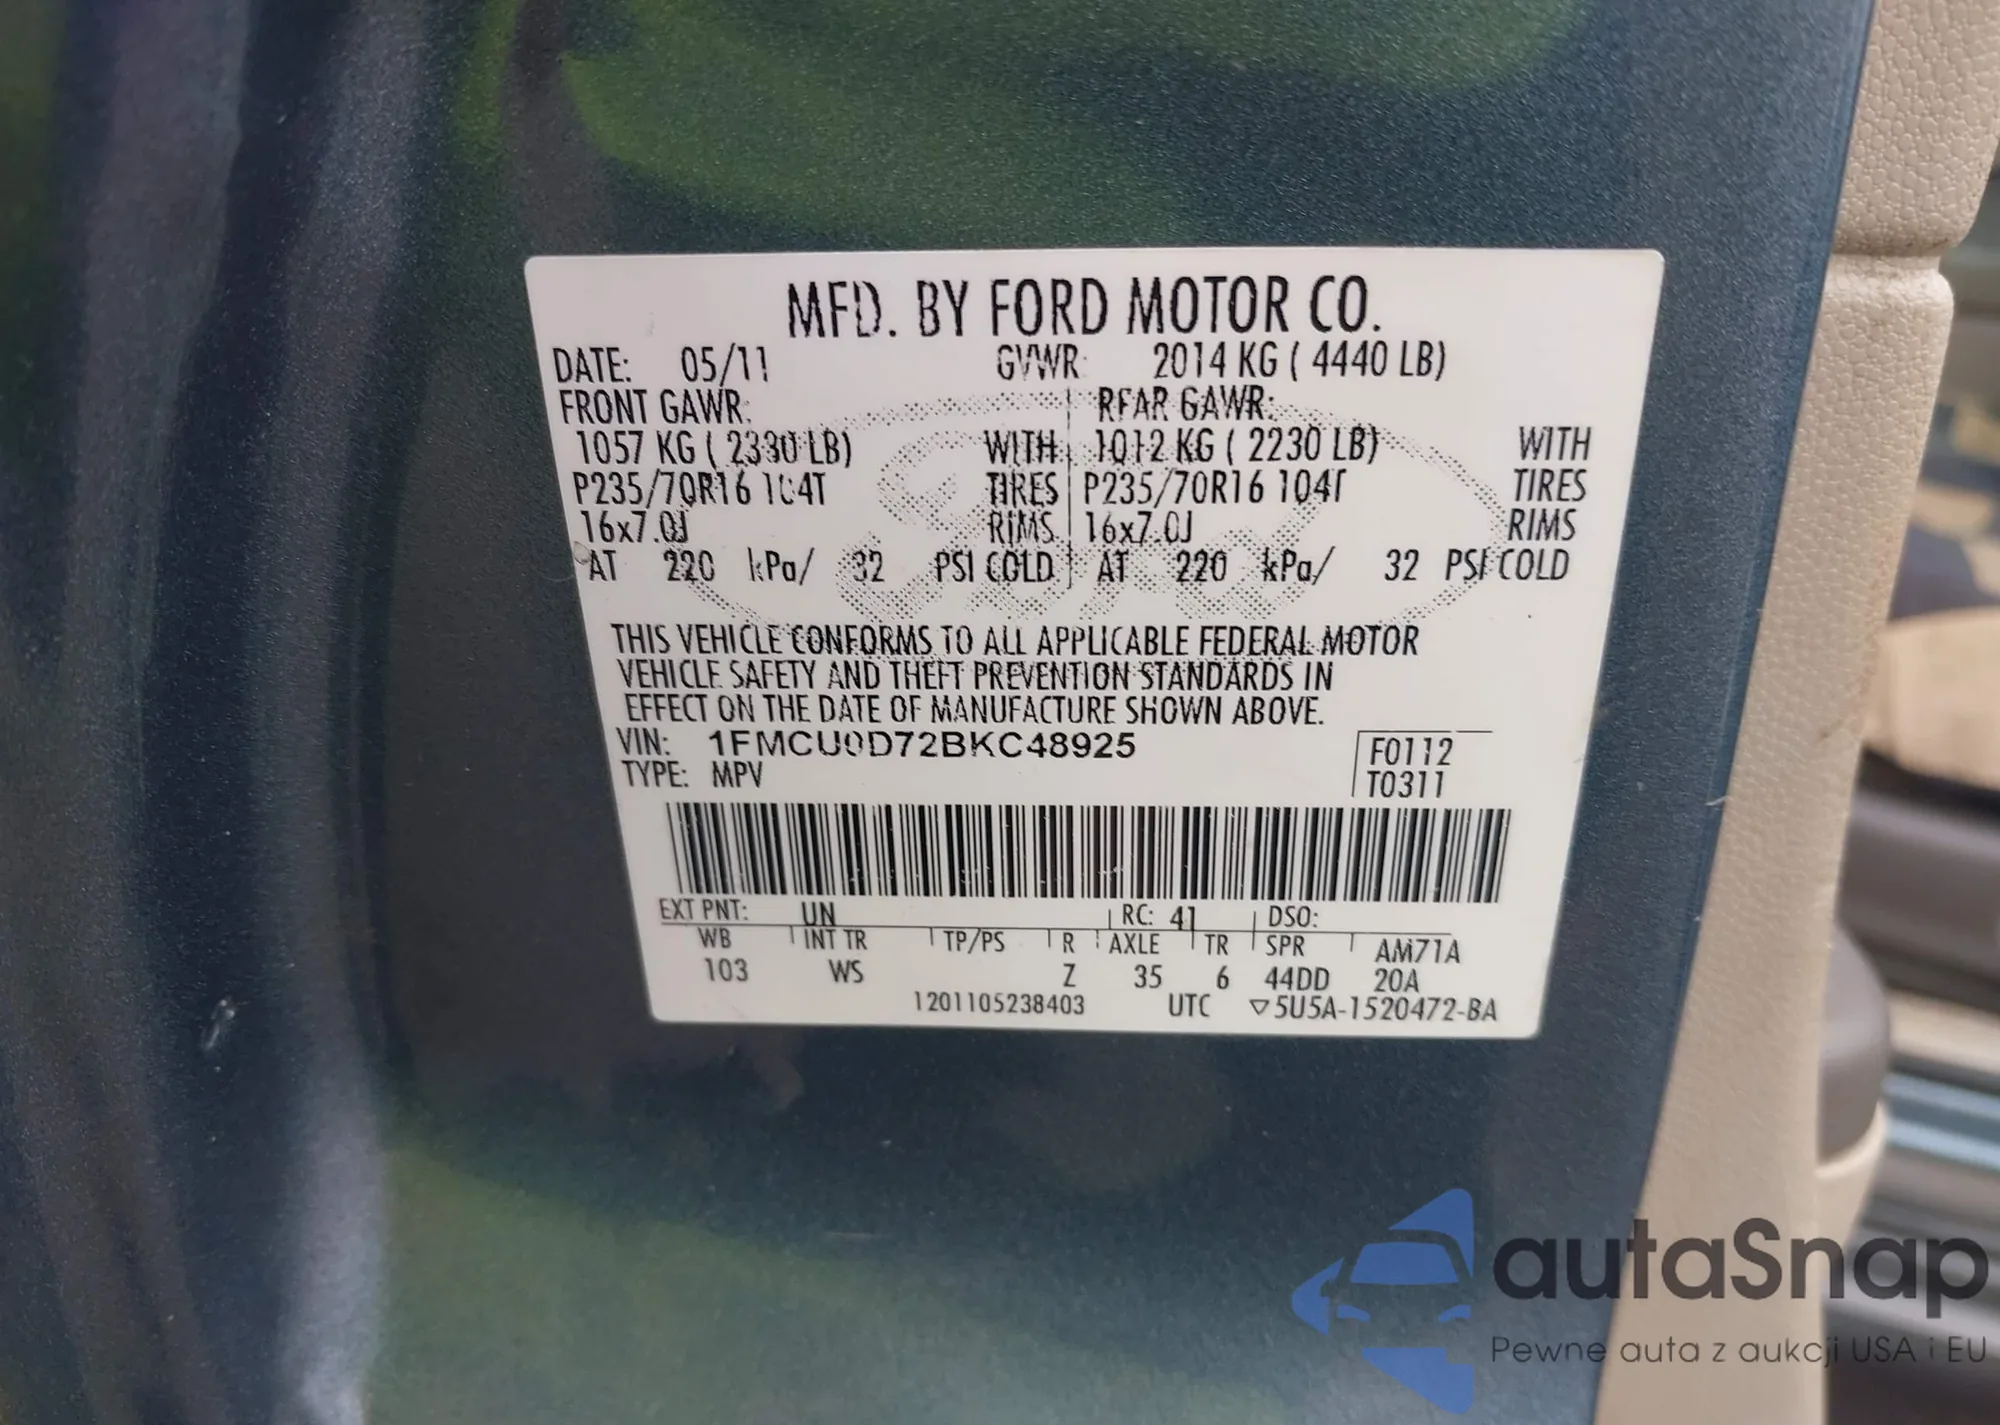 MFD. BY FORD MOTOR CO.
DATE: 05/11 GVWR: 2014 KG ( 4440 LB)
FRONT GAWR: REAR GAWR:
1057 KG ( 2330 LB) WITH 1012 KG ( 2230 LB) WITH
P235/70R16 104T TIRES P235/70R16 104T TIRES
16x7.0J RIMS 16x7.0J RIMS
AT 220 kPa/ 32 PSI COLD AT 220 kPa/ 32 PSI COLD
THIS VEHICLE CONFORMS TO ALL APPLICABLE FEDERAL MOTOR
VEHICLE SAFETY AND THEFT PREVENTION STANDARDS IN
EFFECT ON THE DATE OF MANUFACTURE SHOWN ABOVE.
VIN: 1FMCU0D72BKC48925 F0112
TYPE: MPV T0311
EXT PNT: UN RC: 41 DSO:
WB INT TR TP/PS R AXLE TR SPR AM71A
103 WS Z 35 6 44DD 20A
1201105238403 UTC ▽5U5A-1520472-BA
autaSnap
Pewne auta z aukcji USA i EU